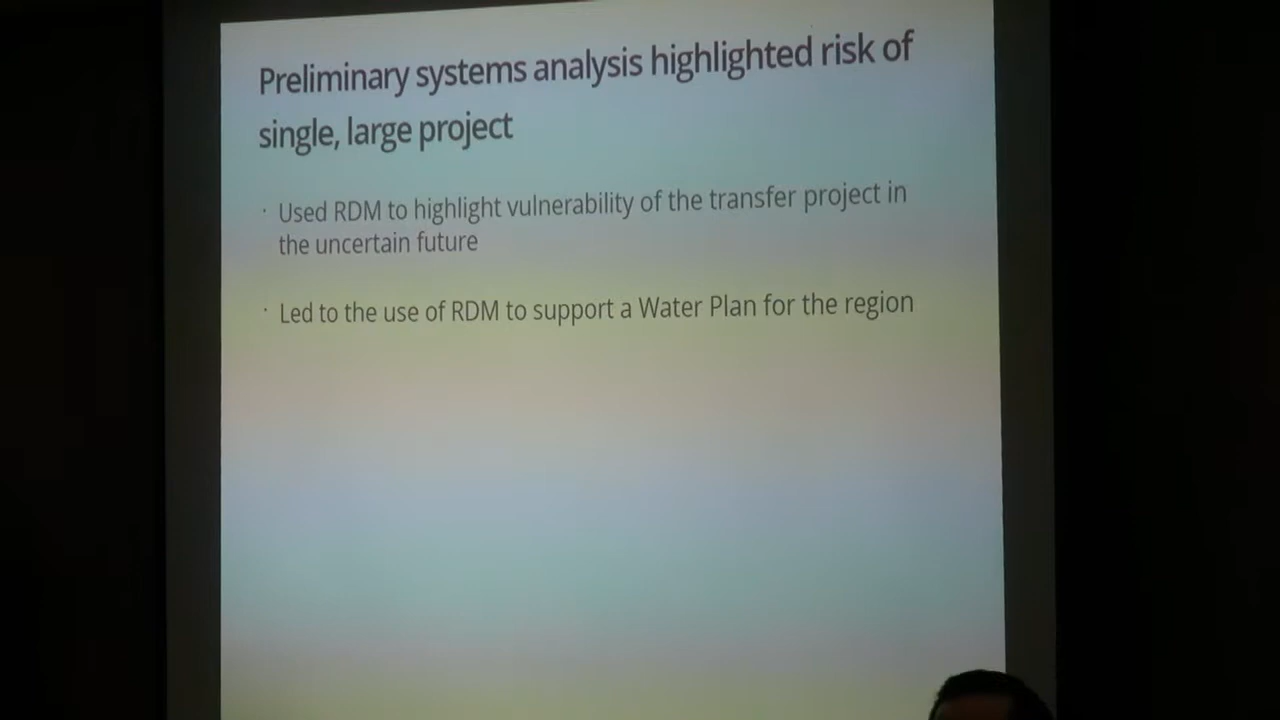 Preliminary systems analysis highlighted risk of
single, large project
· Used RDM to highlight vulnerability of the transfer project in
the uncertain future
· Led to the use of RDM to support a Water Plan for the region